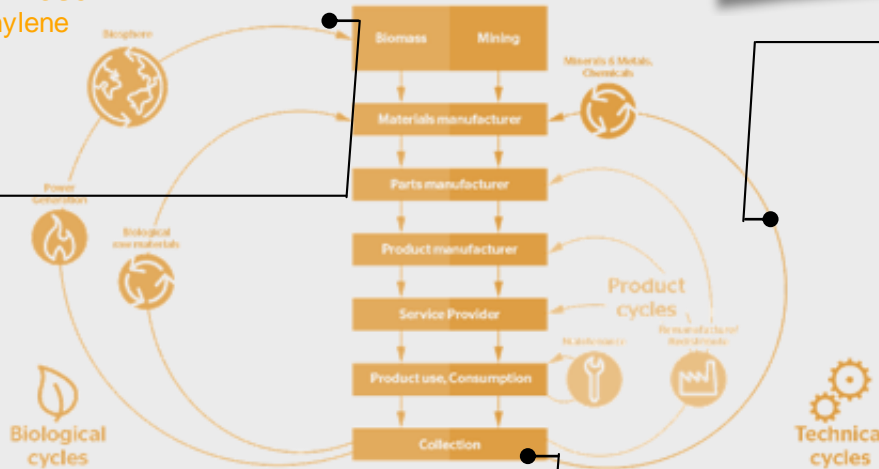 ylene
Biosphere
Biomass Mining
Minerals & Metals,
Chemicals
Materials manufacturer
Power
Generation
Parts manufacturer
Biological
raw materials
Product manufacturer
Product
cycles
Service Provider
Maintenance
Product use, Consumption
Collection
Biological
cycles
Technica
cycles